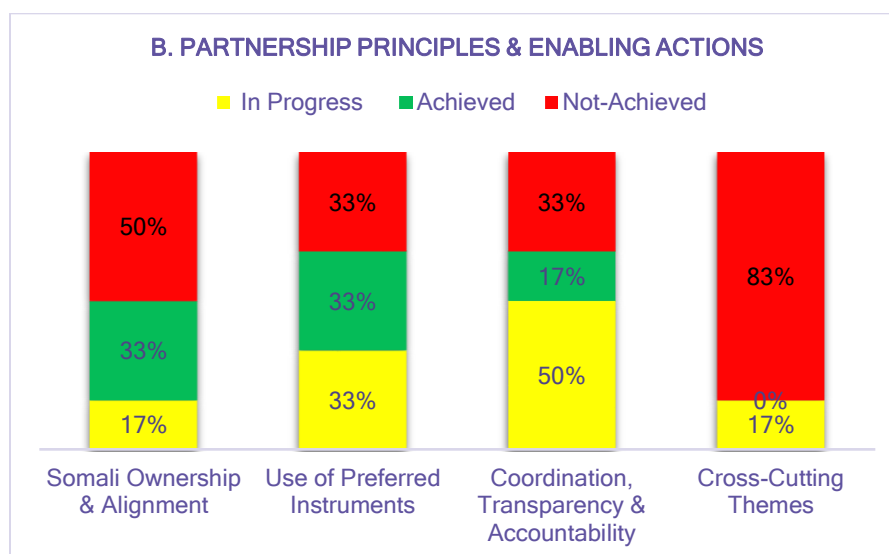 B. PARTNERSHIP PRINCIPLES & ENABLING ACTIONS
In Progress Achieved Not-Achieved
50% 33% 33% 83%
33% 33% 17% 0%
17% 33% 50% 17%
Somali Ownership Use of Preferred Coordination, Cross-Cutting
& Alignment Instruments Transparency & Themes
Accountability